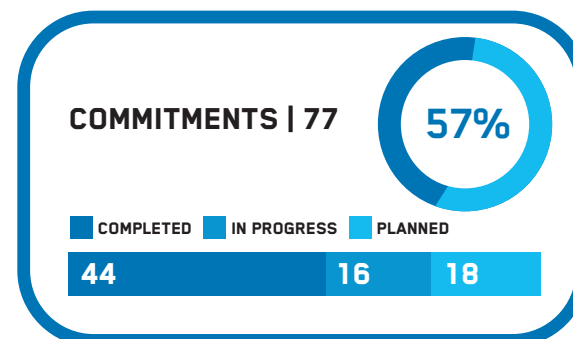 COMMITMENTS | 77
57%
COMPLETED IN PROGRESS PLANNED
44 16 18